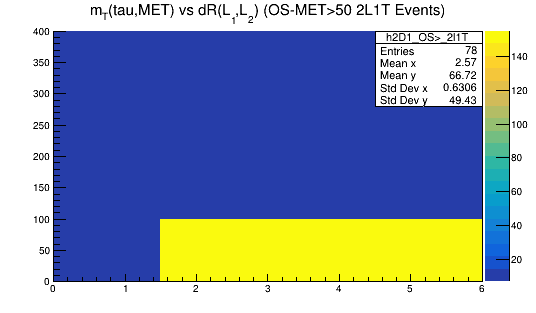 m_T(tau,MET) vs dR(L_1,L_2) (OS-MET>50 2L1T Events)
h2D1_OS>_2l1T
Entries 78
Mean x 2.57
Mean y 66.72
Std Dev x 0.6306
Std Dev y 49.43
400
350
300
250
200
150
100
50
0
0 1 2 3 4 5 6
140
120
100
80
60
40
20